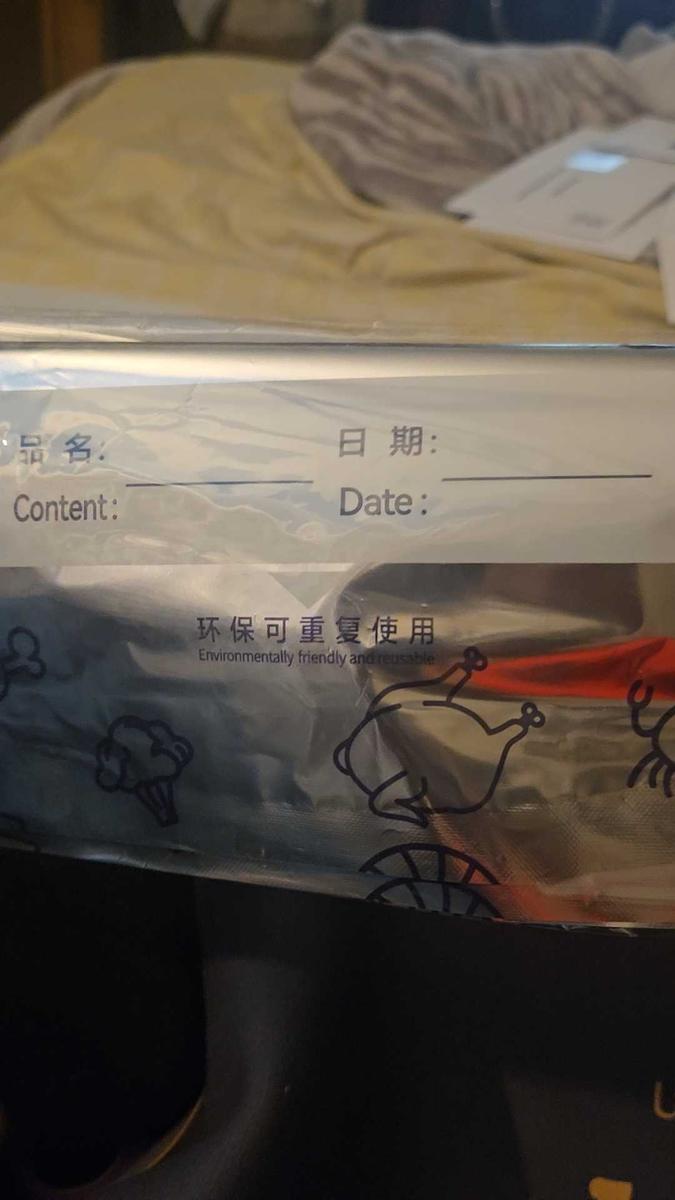 品名:
日期:
Content:
Date:
环保可重复使用
Environmentally friendly and reusable